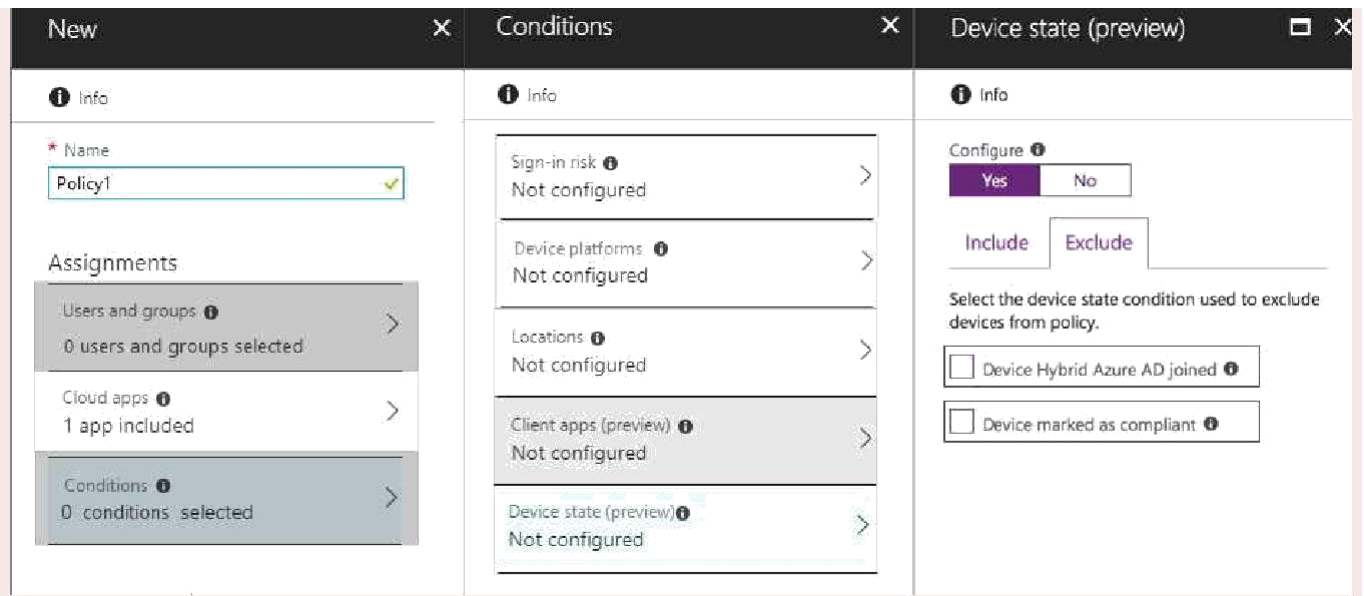 New
Info
* Name
Policy1
Assignments
Users and groups
0 users and groups selected
Cloud apps
1 app included
Conditions
0 conditions selected
Conditions
Info
Sign-in risk
Not configured
Device platforms
Not configured
Locations
Not configured
Client apps (preview)
Not configured
Device state (preview)
Not configured
Device state (preview)
Info
Configure
Yes No
Include Exclude
Select the device state condition used to exclude
devices from policy.
Device Hybrid Azure AD joined
Device marked as compliant